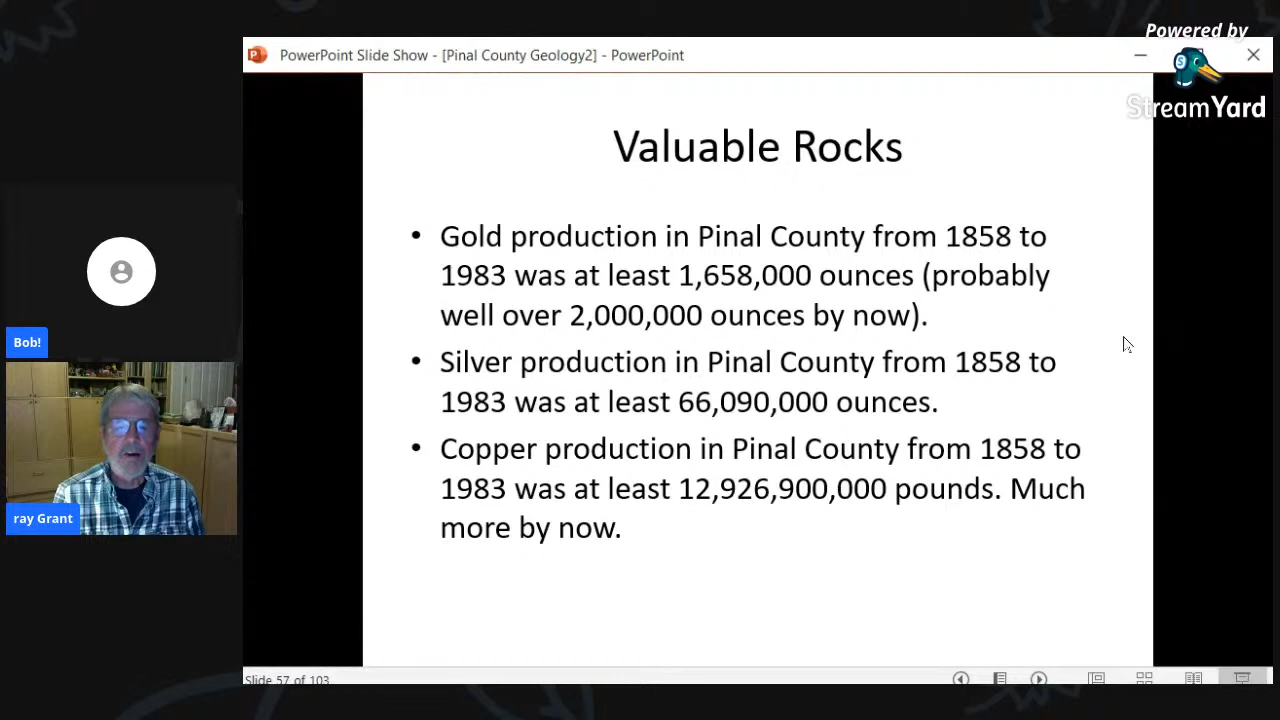 Powered by
StreamYard
PowerPoint Slide Show - [Pinal County Geology2] - PowerPoint
Valuable Rocks
• Gold production in Pinal County from 1858 to
1983 was at least 1,658,000 ounces (probably
well over 2,000,000 ounces by now).
• Silver production in Pinal County from 1858 to
1983 was at least 66,090,000 ounces.
• Copper production in Pinal County from 1858 to
1983 was at least 12,926,900,000 pounds. Much
more by now.
Bob!
ray Grant
Slide 57 of 103